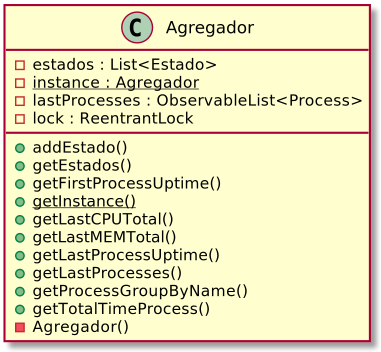 C Agregador
estados : List<Estado>
instance : Agregador
lastProcesses : ObservableList<Process>
lock : ReentrantLock
addEstado()
getEstados()
getFirstProcessUptime()
getInstance()
getLastCPUTotal()
getLastMEMTotal()
getLastProcessUptime()
getLastProcesses()
getProcessGroupByName()
getTotalTimeProcess()
Agregador()